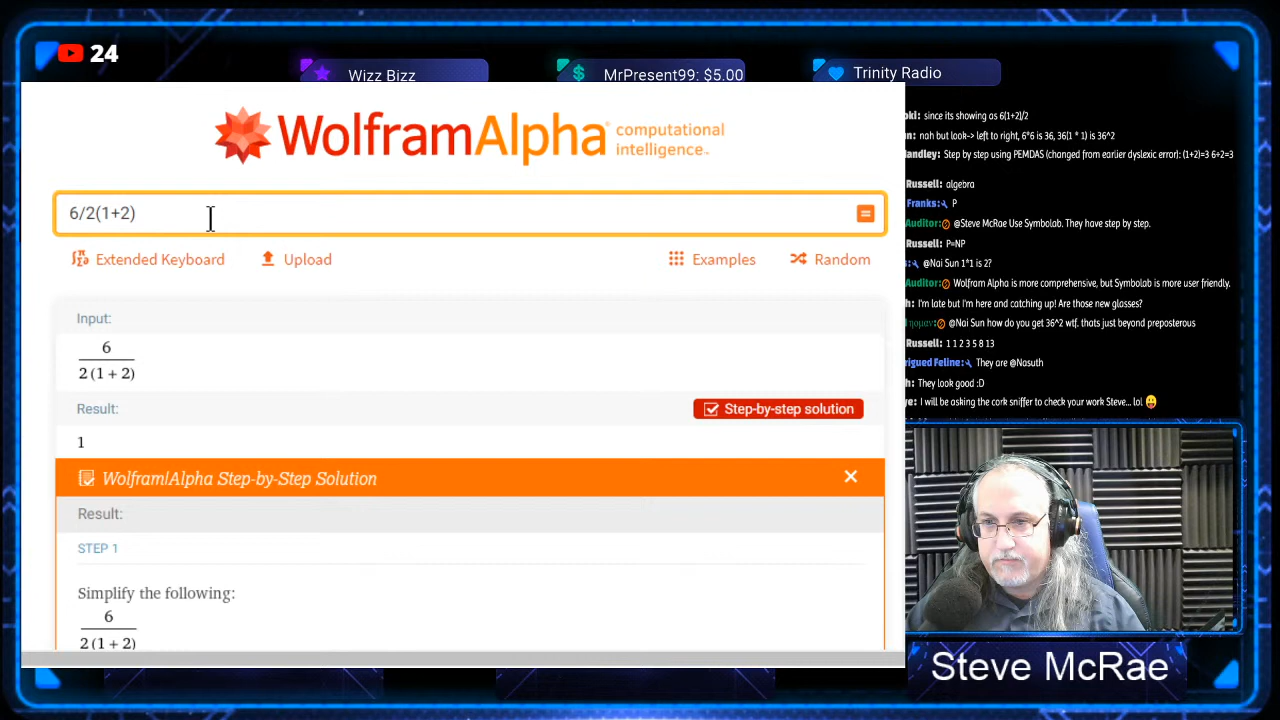 24
Wizz Bizz
$
MrPresent99: $5.00
Trinity Radio
WolframAlpha® computational intelligence™
6/2(1+2)
=
Extended Keyboard
Upload
Examples
Random
Input:
6
2 (1 + 2)
Result:
Step-by-step solution
1
Wolfram|Alpha Step-by-Step Solution
×
Result:
STEP 1
Simplify the following:
6
2 (1 + 2)
oki: since its showing as 6(1+2)/2
n: nah but look-> left to right, 6*6 is 36, 36(1 * 1) is 36^2
andley: Step by step using PEMDAS (changed from earlier dyslexic error): (1+2)=3 6÷2=3
Russell: algebra
Franks: P
Auditor: @Steve McRae Use Symbolab. They have step by step.
Russell: P=NP
: @Nai Sun 1*1 is 2?
Auditor: Wolfram Alpha is more comprehensive, but Symbolab is more user friendly.
h: I'm late but I'm here and catching up! Are those new glasses?
ησμαν: @Nai Sun how do you get 36^2 wtf. thats just beyond preposterous
Russell: 1 1 2 3 5 8 13
rigued Feline: They are @Nasuth
h: They look good :D
e: I will be asking the cork sniffer to check your work Steve... lol
Steve McRae